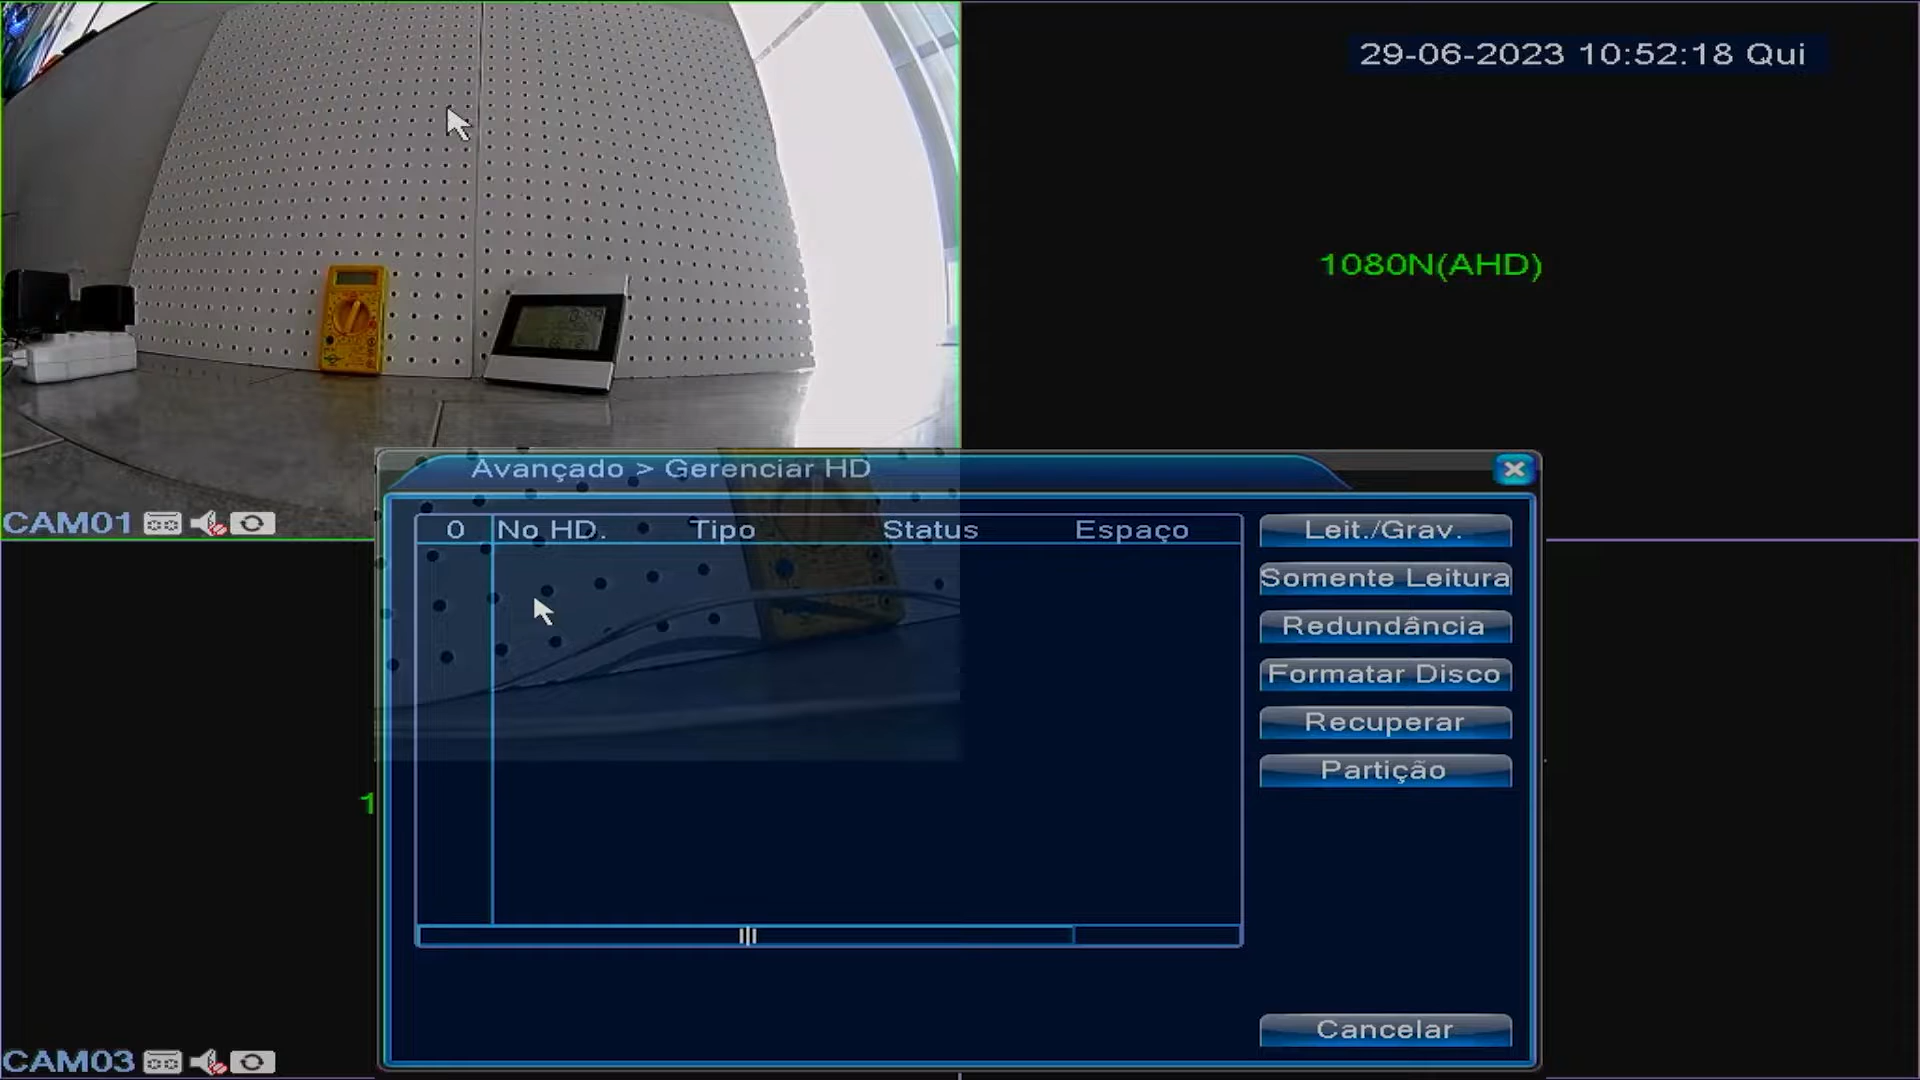 29-06-2023 10:52:18 Qui
1080N(AHD)
Avançado > Gerenciar HD
CAM01
0 No HD. Tipo Status Espaço
Leit./Grav.
Somente Leitura
Redundância
Formatar Disco
Recuperar
Partição
1
Cancelar
CAM03